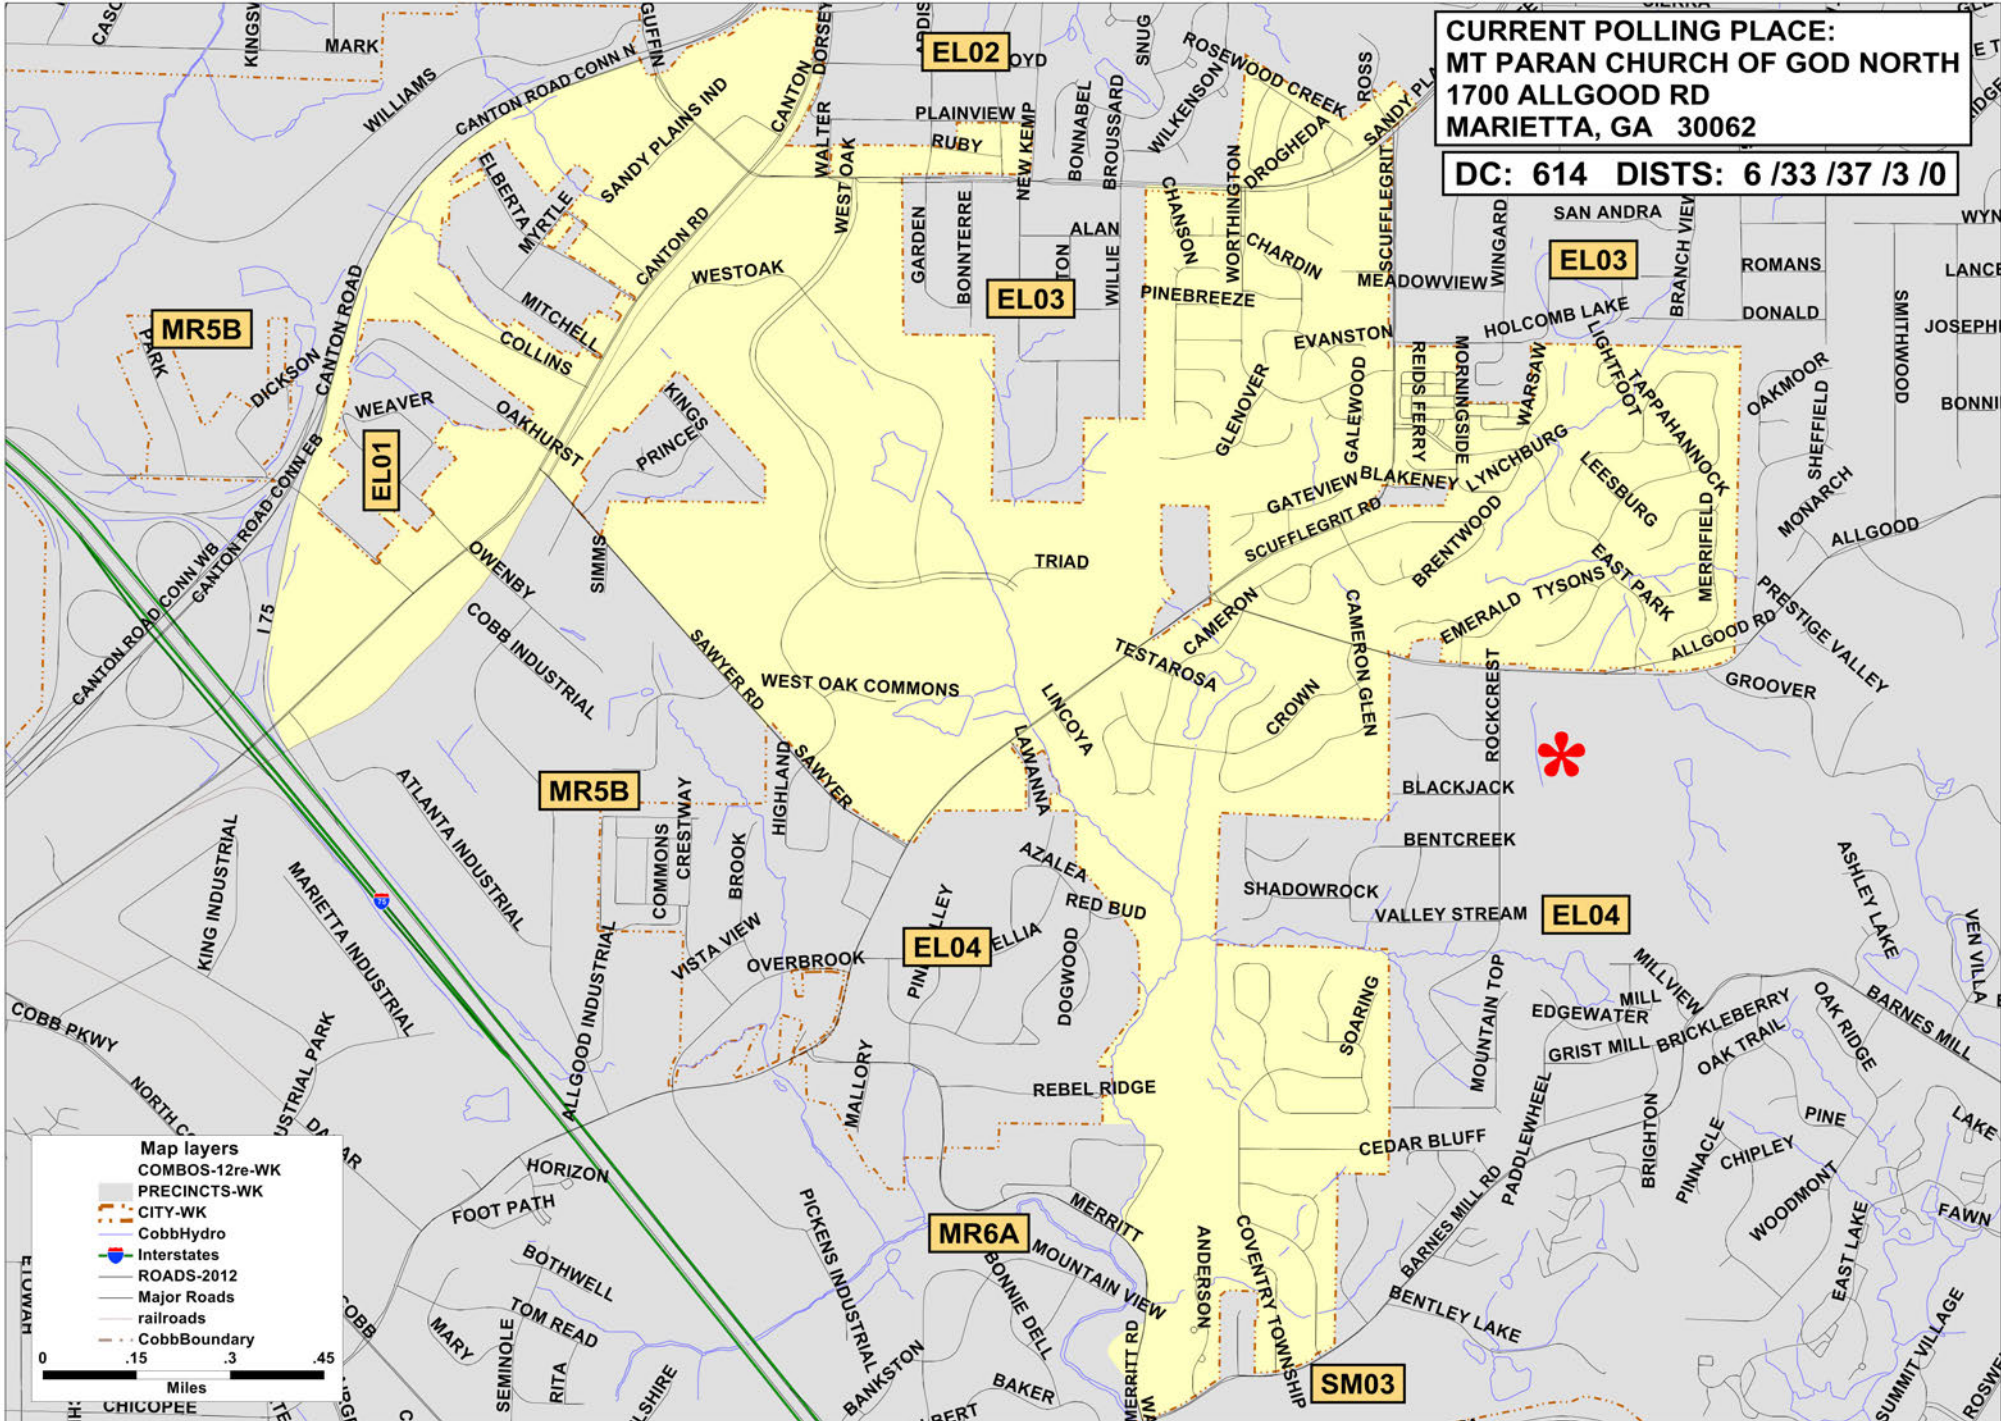 CURRENT POLLING PLACE:
MT PARAN CHURCH OF GOD NORTH
1700 ALLGOOD RD
MARIETTA, GA 30062
DC: 614 DISTS: 6 /33 /37 /3 /0
MARK
WILLIAMS
GUFFIN
CANTON ROAD CONN N
SANDY PLAINS IND
CANTON
DORSEY
EL02
PLAINVIEW
RUBY
NEW KEMP
BONNABEL
BROUSSARD
SNUG
WILKENSON
ROSEWOOD CREEK
ROSS
DROGHEDA
WALTER
WEST OAK
ELBERTA
MYRTLE
CANTON RD
WESTOAK
MITCHELL
COLLINS
GARDEN
BONNTERRE
ALAN
WILLIE
EL03
CHANSON
WORTHINGTON
CHARDIN
PINEBREEZE
SCUFFLEGRIT
MEADOWVIEW
WINGARD
SAN ANDRA
EL03
BRANCH VIEW
ROMANS
DONALD
SMITHWOOD
HOLCOMB LAKE
EVANSTON
GALEWOOD
GLENOVER
REIDS FERRY
MORNINGSIDE
WARSAW
LIGHTFOOT
TAPPAHANNOCK
OAKMOOR
SHEFFIELD
MONARCH
ALLGOOD
MR5B
PARK
DICKSON
CANTON ROAD
WEAVER
EL01
OAKHURST
KINGS
PRINCES
CANTON ROAD CONN EB
CANTON ROAD CONN WB
I 75
OWENBY
COBB INDUSTRIAL
SIMMS
SAWYER RD
TRIAD
GATEVIEW
BLAKENEY
LYNCHBURG
LEESBURG
MERRIFIELD
SCUFFLEGRIT RD
BRENTWOOD
EMERALD
TYSONS
EAST PARK
ALLGOOD RD
PRESTIGE VALLEY
GROOVER
CAMERON
TESTAROSA
CAMERON GLEN
CROWN
LINCOYA
LAWANNA
WEST OAK COMMONS
SAWYER
ROCKCREST
BLACKJACK
BENTCREEK
SHADOWROCK
VALLEY STREAM
EL04
ASHLEY LAKE
VEN VILLA
MR5B
HIGHLAND
CRESTWAY
COMMONS
BROOK
VISTA VIEW
OVERBROOK
ATLANTA INDUSTRIAL
KING INDUSTRIAL
MARIETTA INDUSTRIAL
ALLGOOD INDUSTRIAL
AZALEA
RED BUD
EL04
DOGWOOD
MALLORY
REBEL RIDGE
SOARING
MOUNTAIN TOP
EDGEWATER
MILL
MILLVIEW
GRIST MILL
BRICKLEBERRY
OAK TRAIL
OAK RIDGE
BARNES MILL
COBB PKWY
PADDLEWHEEL
BRIGHTON
PINNACLE
PINE
CHIPLEY
WOODMONT
LAKE
FAWN
EAST LAKE
CEDAR BLUFF
BARNES MILL RD
HORIZON
FOOT PATH
BOTHWELL
TOM READ
MARY
SEMINOLE
RITA
PICKENS INDUSTRIAL
BANKSTON
MR6A
MERRITT
MOUNTAIN VIEW
BONNIE DELL
BAKER
MERRITT RD
ANDERSON
COVENTRY TOWNSHIP
BENTLEY LAKE
SM03
SUMMIT VILLAGE
Map layers
COMBOS-12re-WK
PRECINCTS-WK
CITY-WK
CobbHydro
Interstates
ROADS-2012
Major Roads
railroads
CobbBoundary
0 .15 .3 .45
Miles
CHICOPEE